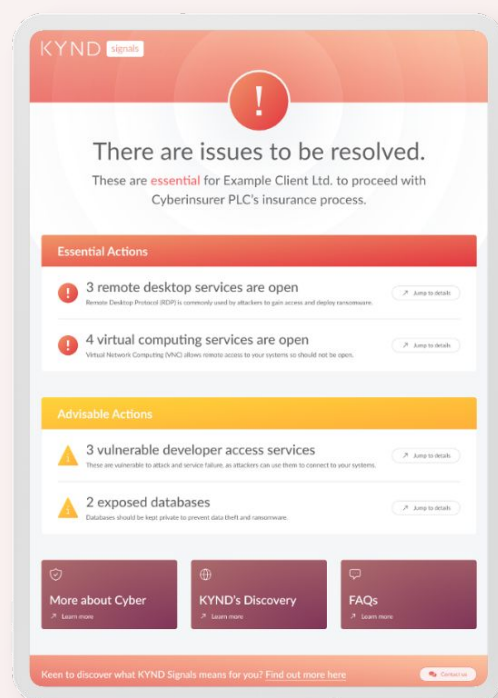 KYND signals
There are issues to be resolved.
These are essential for Example Client Ltd. to proceed with
Cyberinsurer PLC's insurance process.
Essential Actions
3 remote desktop services are open
Remote Desktop Protocol (RDP) is commonly used by attackers to gain access and deploy ransomware.
Jump to details
4 virtual computing services are open
Virtual Network Computing (VNC) allows remote access to your systems so should not be open.
Jump to details
Advisable Actions
3 vulnerable developer access services
These are vulnerable to attack and service failure, as attackers can use them to connect to your systems.
Jump to details
2 exposed databases
Databases should be kept private to prevent data theft and ransomware.
Jump to details
More about Cyber
Learn more
KYND's Discovery
Learn more
FAQs
Learn more
Keen to discover what KYND Signals means for you? Find out more here
Contact us